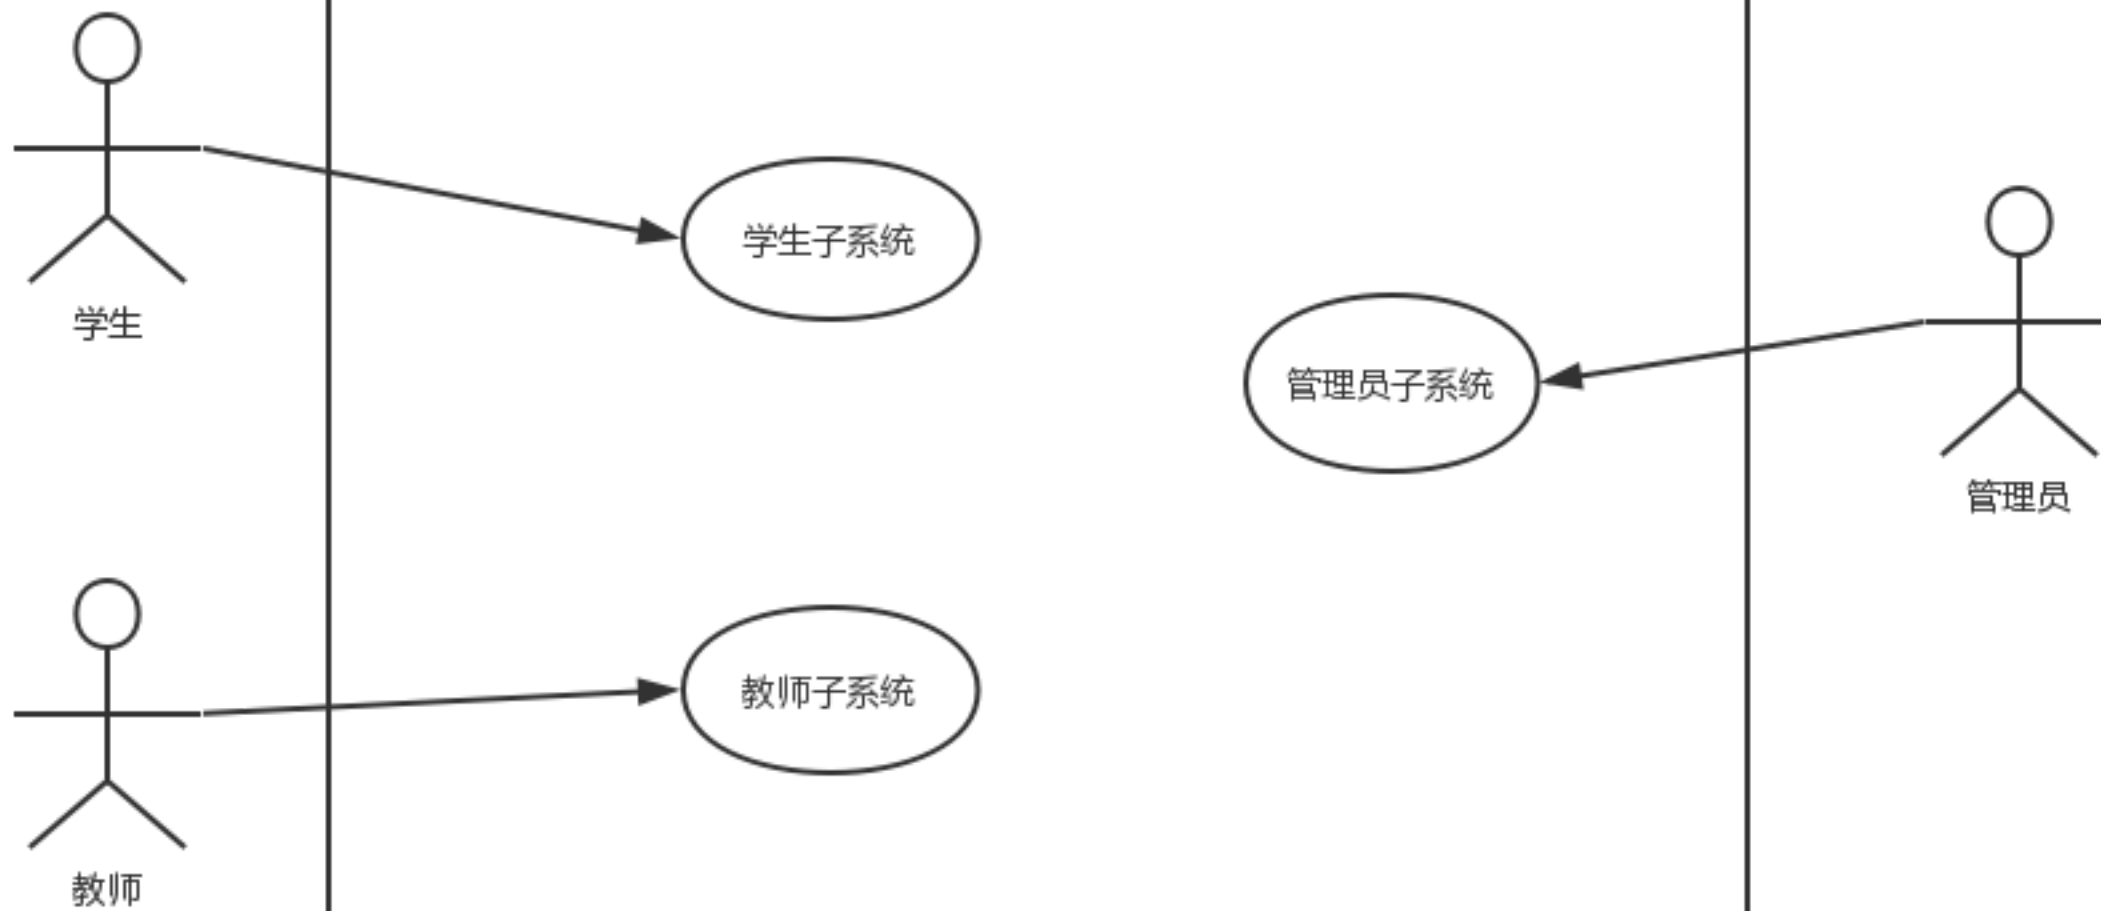 学生子系统
学生
管理员子系统
管理员
教师子系统
教师